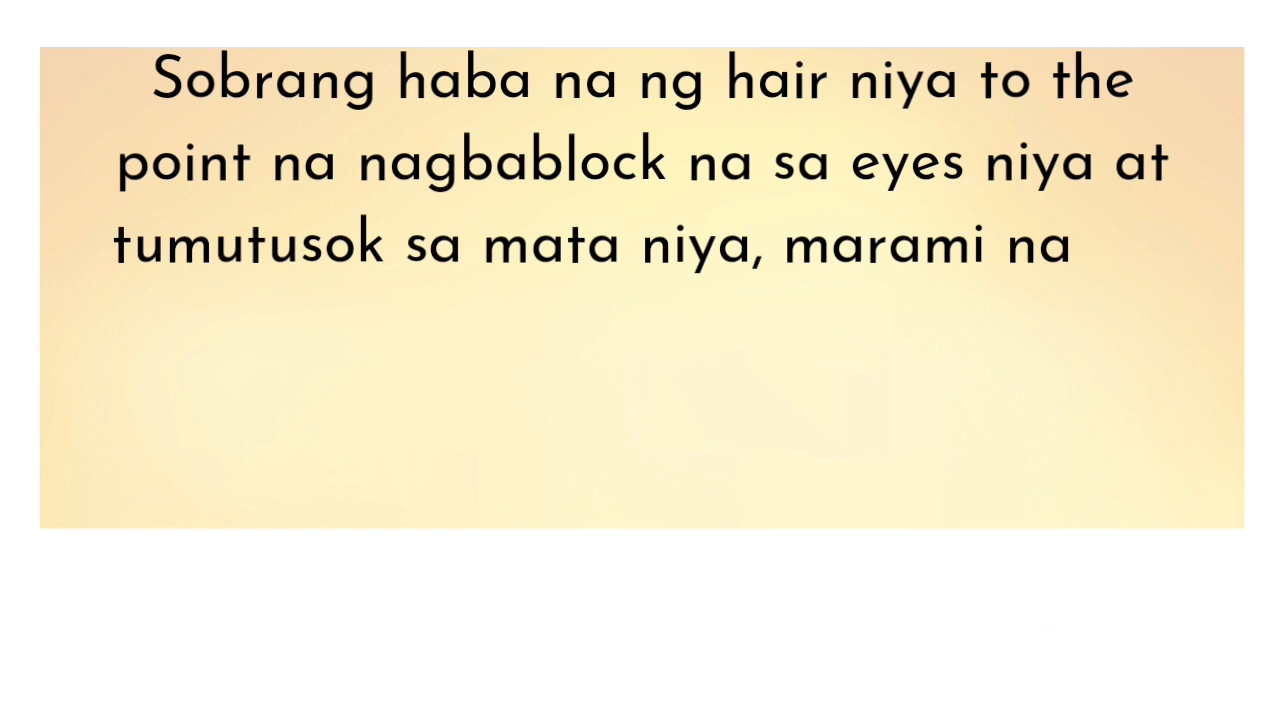 Sobrang haba na ng hair niya to the
point na nagbablock na sa eyes niya at
tumutusok sa mata niya, marami na